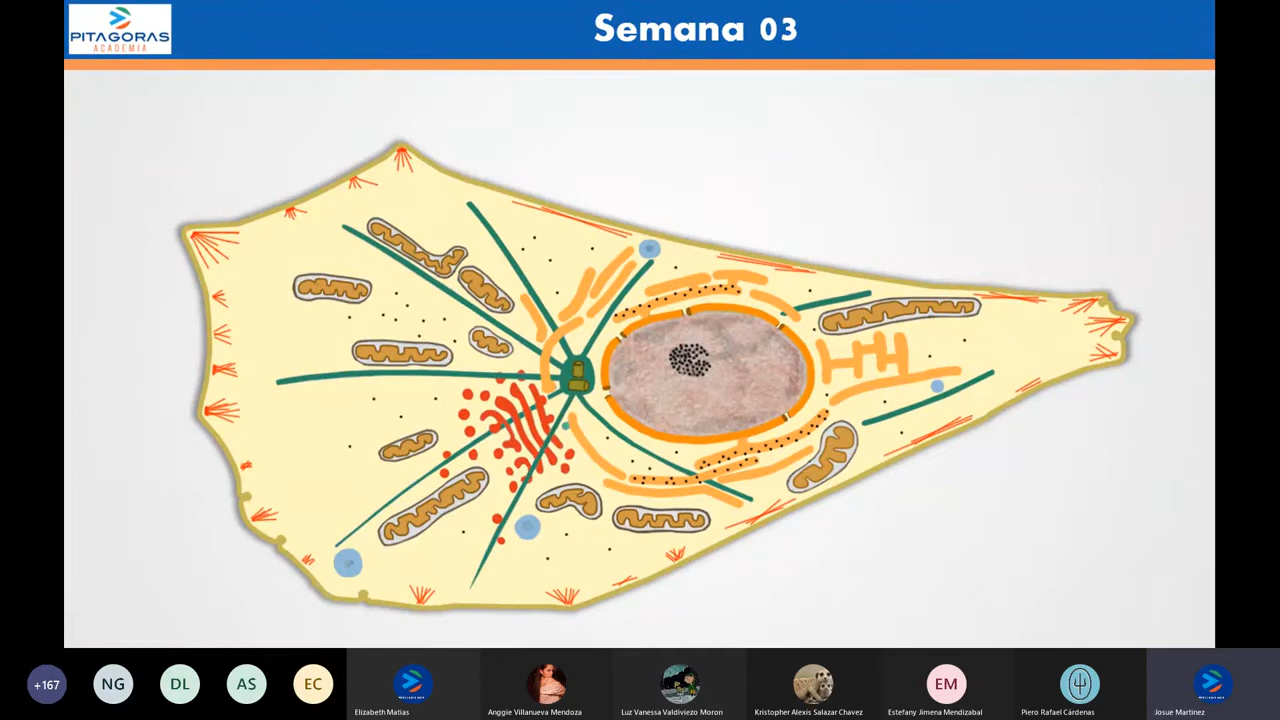 PITAGORAS
ACADEMIA
Semana 03
+167
NG
DL
AS
EC
EM
Elizabeth Matias
Anggie Villanueva Mendoza
Luz Vanessa Valdiviezo Moron
Kristopher Alexis Salazar Chavez
Estefany Jimena Mendizabal
Piero Rafael Cárdenas
Josue Martinez